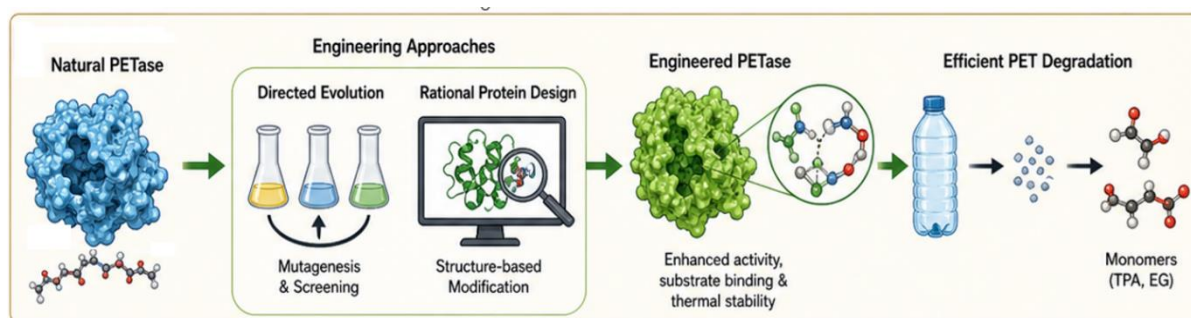 Natural PETase
Engineering Approaches
Directed Evolution
Rational Protein Design
Mutagenesis
& Screening
Structure-based
Modification
Engineered PETase
Enhanced activity,
substrate binding &
thermal stability
Efficient PET Degradation
Monomers
(TPA, EG)